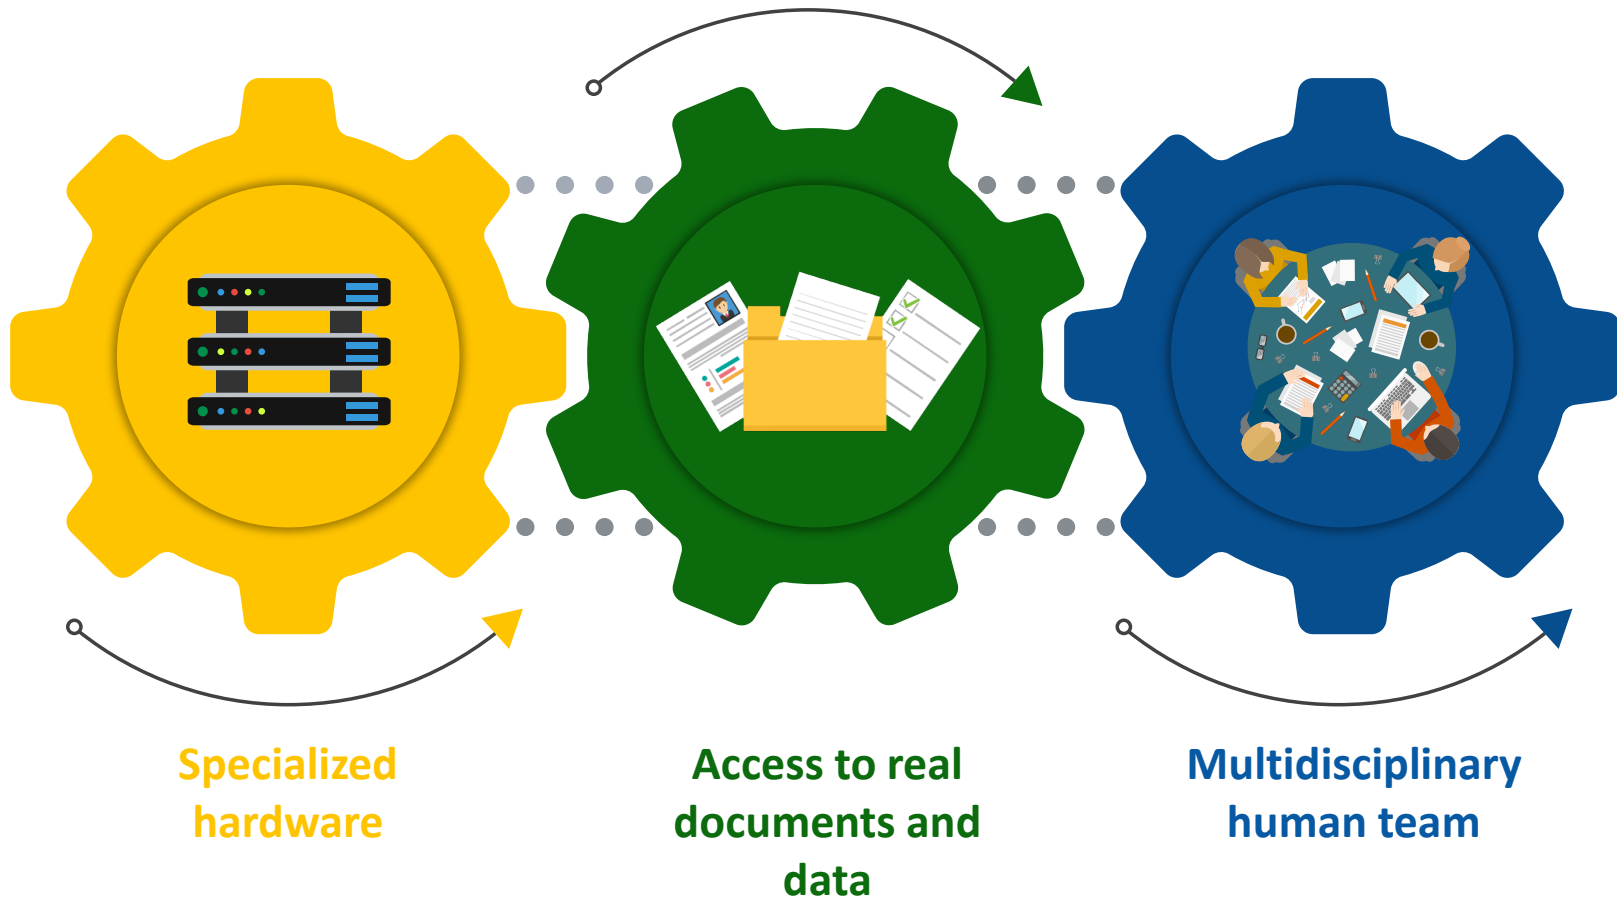 Specialized
hardware
Access to real
documents and
data
Multidisciplinary
human team